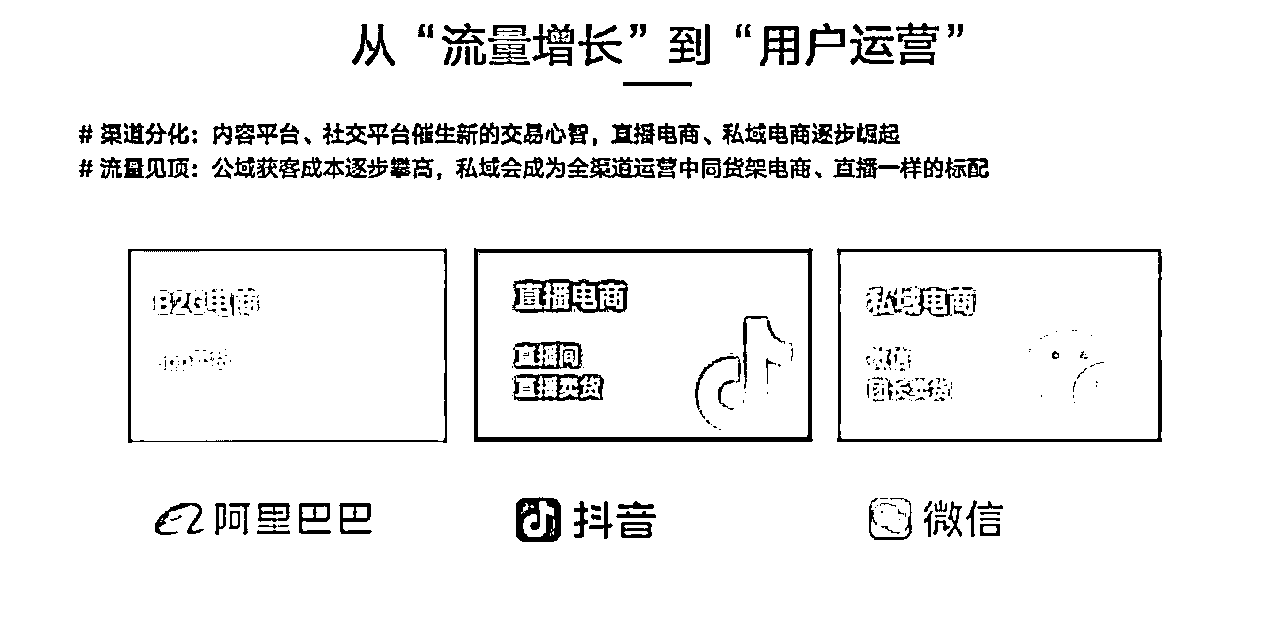 从“流量增长”到“用户运营”
# 渠道分化：内容平台、社交平台催生新的交易心智，直播电商、私域电商逐步崛起
# 流量见顶：公域获客成本逐步攀高，私域会成为全渠道运营中同货架电商、直播一样的标配
B2C电商
直播电商
私域电商
直播间
直播卖货
微信
团长卖货
阿里巴巴
抖音
微信